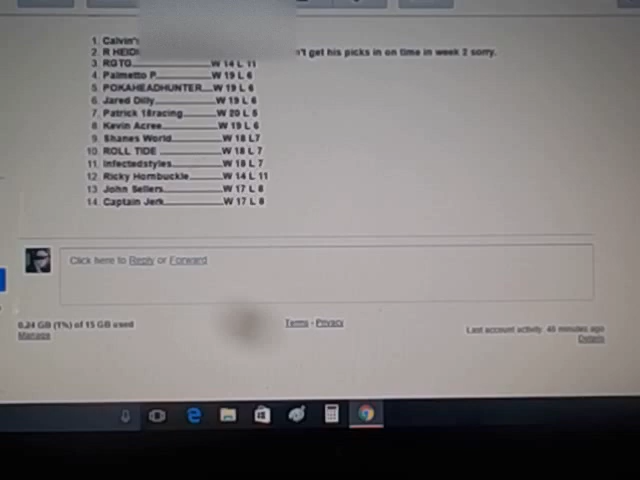 1. Calvin's
2. R HEIDI n't get his picks in on time in week 2 sorry.
3. RGTG W 14 L 11
4. Palmetto P. W 19 L 6
5. POKAHEADHUNTER W 19 L 6
6. Jared Dilly W 19 L 6
7. Patrick 18racing W 20 L 5
8. Kevin Acree W 19 L 6
9. Shanes World W 18 L7
10. ROLL TIDE W 18 L 7
11. Infectedstyles W 18 L 7
12. Ricky Hornbuckle W 14 L 11
13. John Sellers W 17 L 8
14. Captain Jerk W 17 L 8
Click here to Reply or Forward
0.24 GB (1%) of 15 GB used
Manage
Terms - Privacy
Last account activity: 48 minutes ago
Details